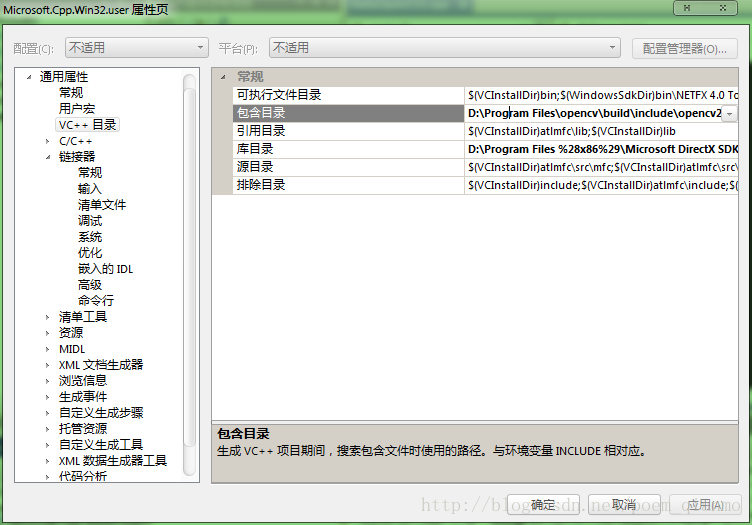 Microsoft.Cpp.Win32.user 属性页
配置(C): 不适用 平台(P): 不适用 配置管理器(O)...
通用属性
常规
用户宏
VC++ 目录
C/C++
链接器
常规
输入
清单文件
调试
系统
优化
嵌入的 IDL
高级
命令行
清单工具
资源
MIDL
XML 文档生成器
浏览信息
生成事件
自定义生成步骤
托管资源
自定义生成工具
XML 数据生成器工具
代码分析
常规
可执行文件目录 $(VCInstallDir)bin;$(WindowsSdkDir)bin\NETFX 4.0 To
包含目录 D:\Program Files\opencv\build\include\opencv2
引用目录 $(VCInstallDir)atlmfc\lib;$(VCInstallDir)lib
库目录 D:\Program Files %28x86%29\Microsoft DirectX SDK
源目录 $(VCInstallDir)atlmfc\src\mfc;$(VCInstallDir)atlmfc\src\
排除目录 $(VCInstallDir)include;$(VCInstallDir)atlmfc\include;$(
包含目录
生成 VC++ 项目期间，搜索包含文件时使用的路径。与环境变量 INCLUDE 相对应。
确定 取消 应用(A)